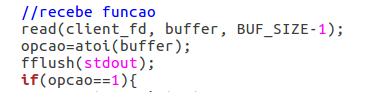 //recebe funcao
read(client_fd, buffer, BUF_SIZE-1);
opcao=atoi(buffer);
fflush(stdout);
if(opcao==1){